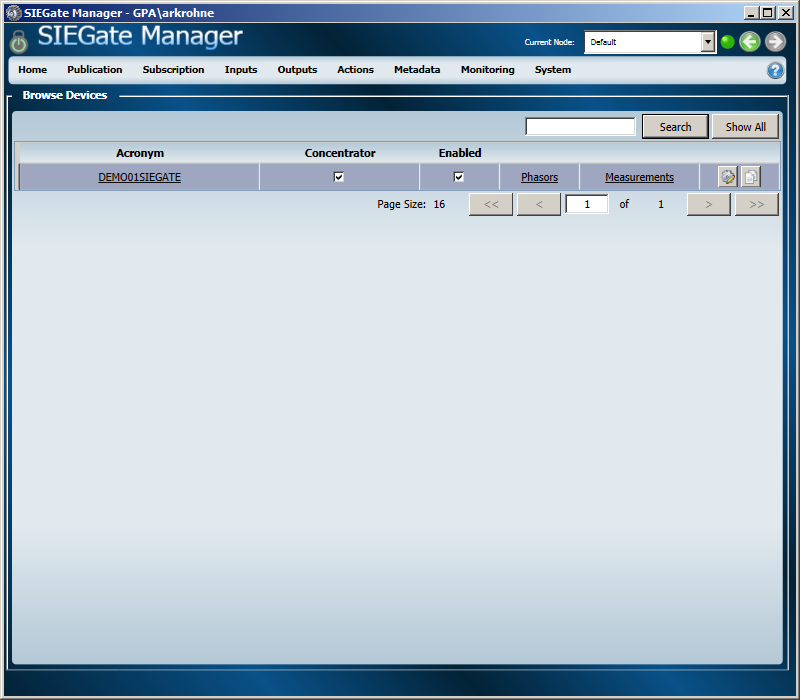 SIEGate Manager - GPA\arkrohne
SIEGate Manager
Current Node: Default
Home Publication Subscription Inputs Outputs Actions Metadata Monitoring System ?
Browse Devices
Search Show All
Acronym Concentrator Enabled
DEMO01SIEGATE Phasors Measurements
Page Size: 16 << < 1 of 1 > >>